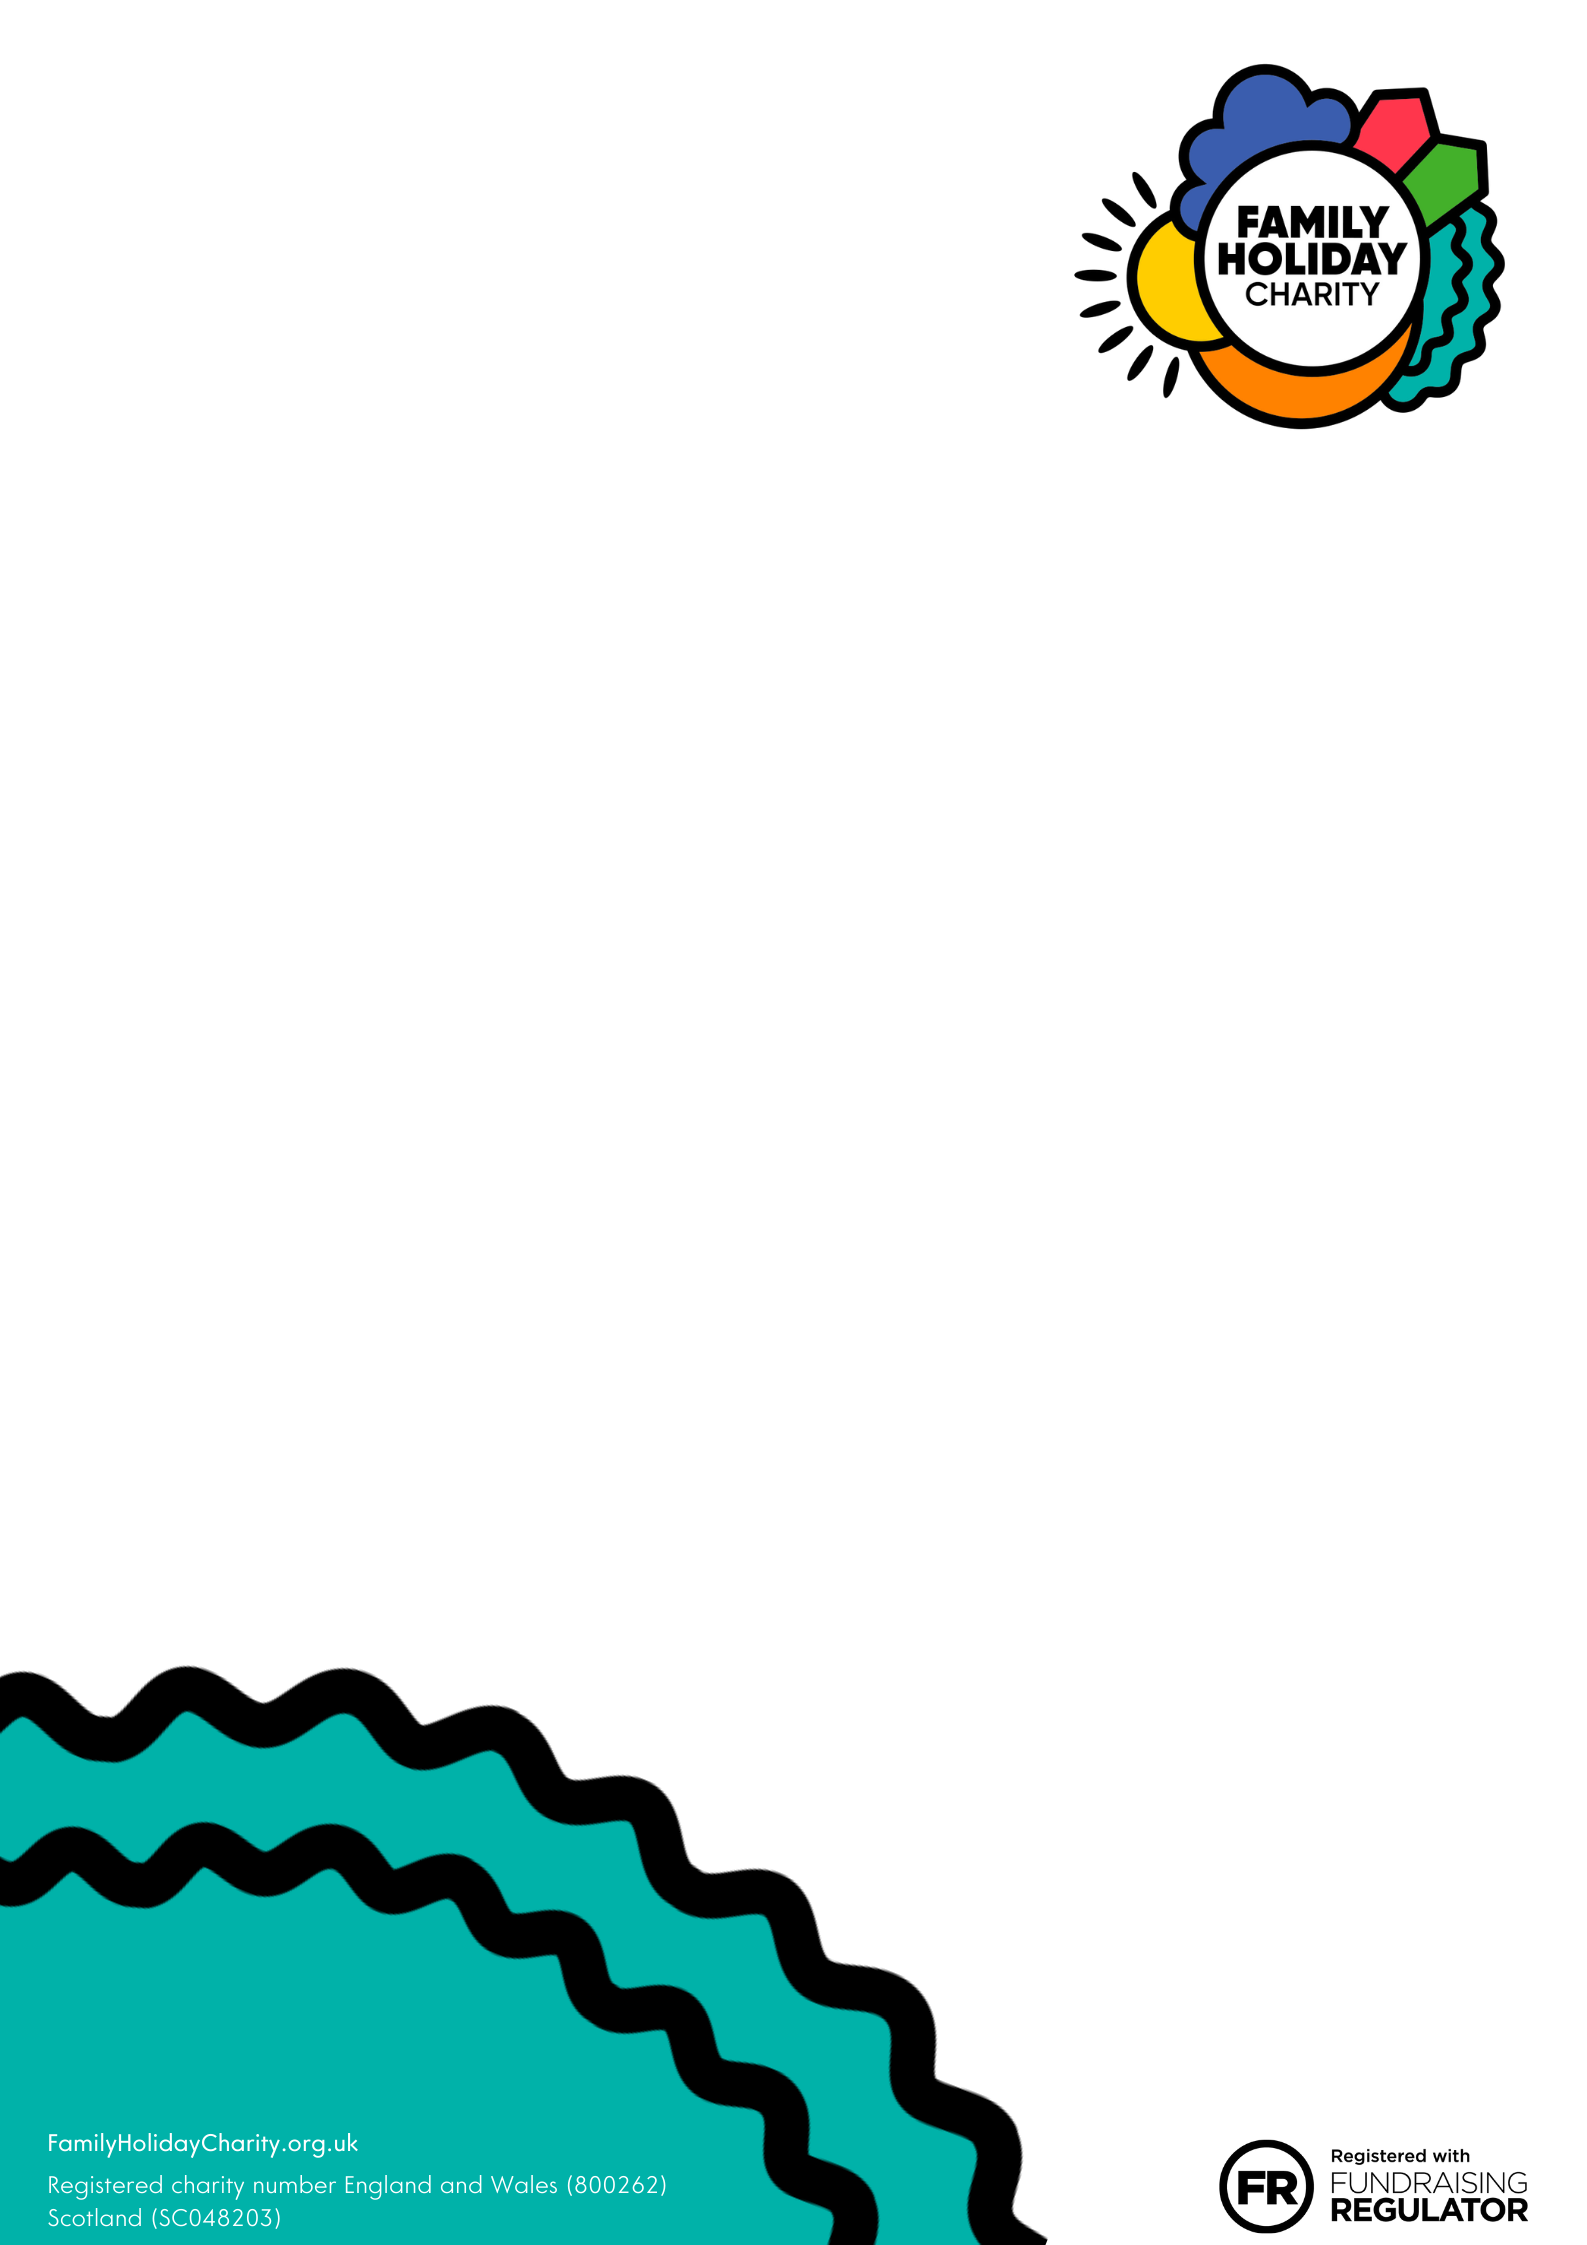 FAMILY
HOLIDAY
CHARITY
FamilyHolidayCharity.org.uk
Registered charity number England and Wales (800262)
Scotland (SC048203)
FR
Registered with
FUNDRAISING
REGULATOR